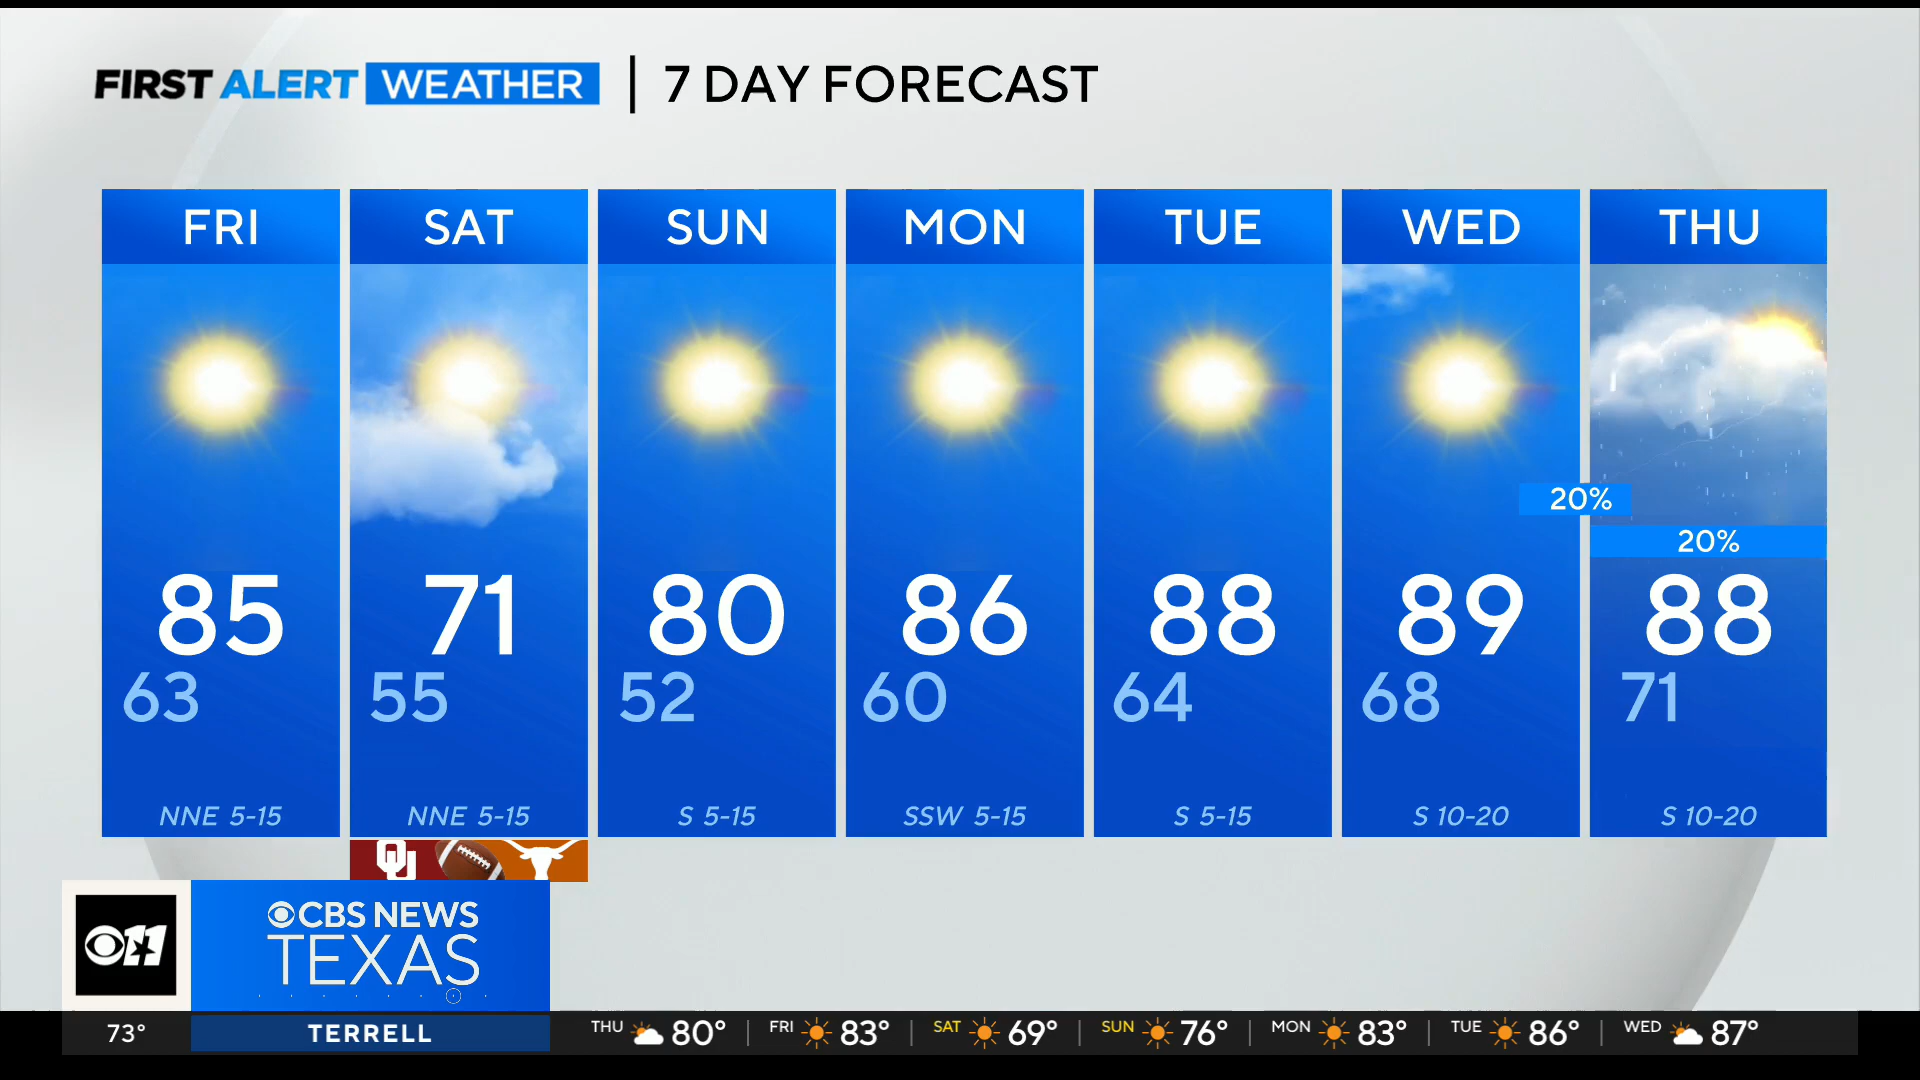 FIRST ALERT WEATHER | 7 DAY FORECAST
FRI SAT SUN MON TUE WED THU
20%
20%
85 71 80 86 88 89 88
63 55 52 60 64 68 71
NNE 5-15 NNE 5-15 S 5-15 SSW 5-15 S 5-15 S 10-20 S 10-20
OU
11
CBS NEWS
TEXAS
73° TERRELL THU 80° | FRI 83° | SAT 69° | SUN 76° | MON 83° | TUE 86° | WED 87°